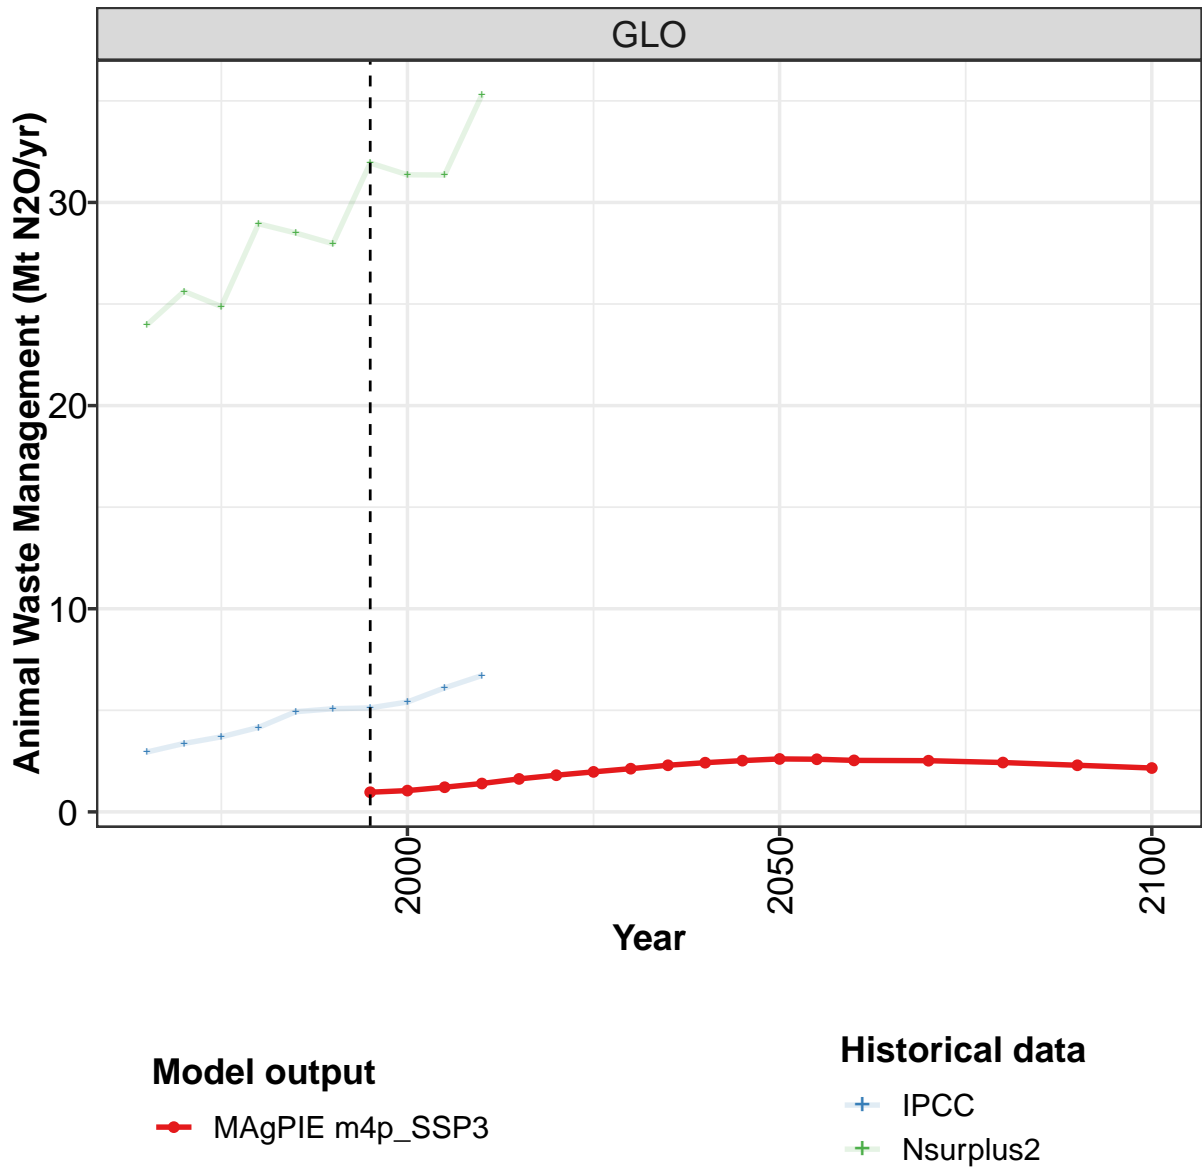 GLO
Animal Waste Management (Mt N2O/yr)
30
20
10
0
2000
2050
2100
Year
Model output
MAgPIE m4p_SSP3
Historical data
IPCC
Nsurplus2